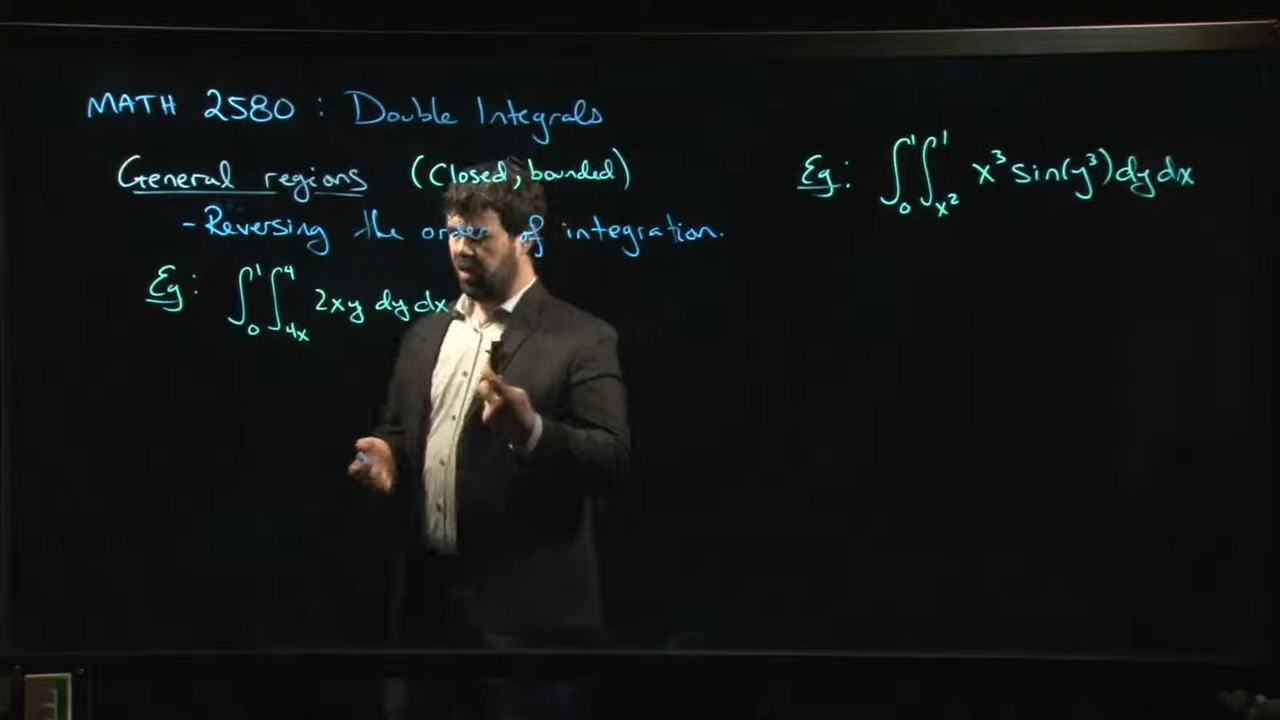 MATH 2580 : Double Integrals
General regions (Closed, bounded)
- Reversing the order of integration.
Eg: ∫₀¹ ∫₄ₓ⁴ 2xy dy dx
Eg: ∫₀¹ ∫ₓ²¹ x³ sin(y³) dy dx